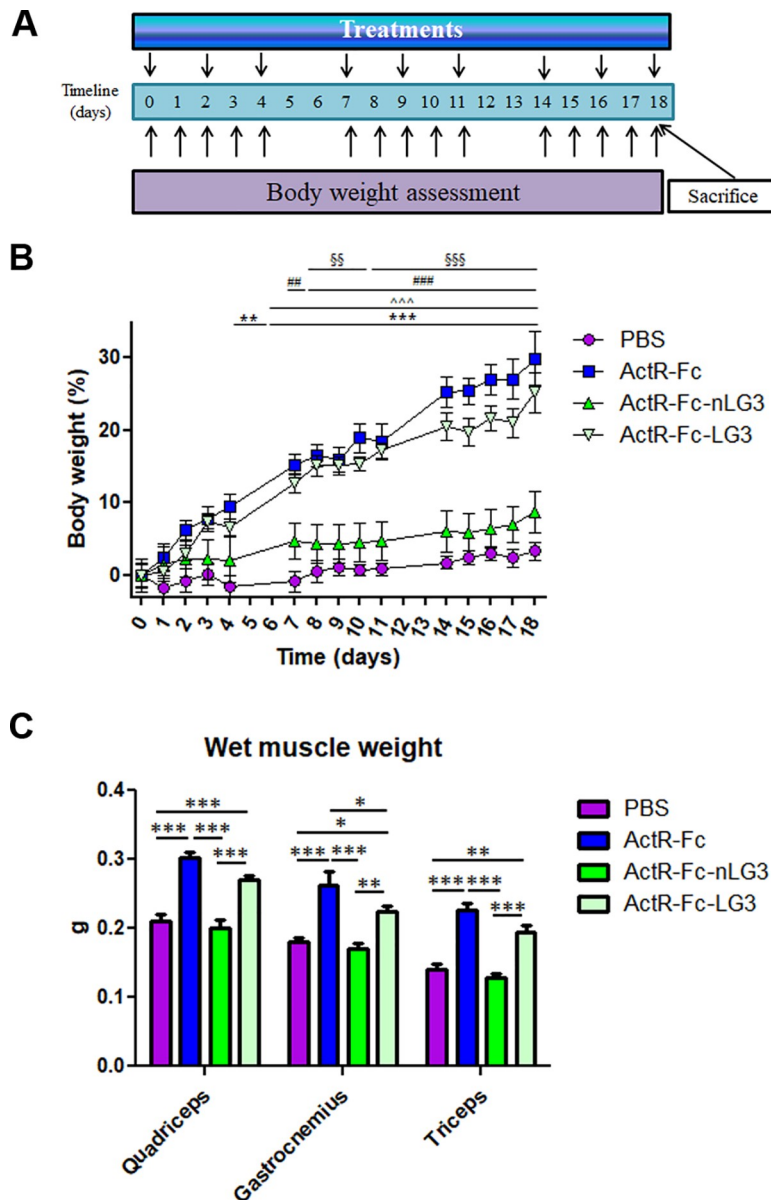 A
Treatments
Timeline
(days)
0 1 2 3 4 5 6 7 8 9 10 11 12 13 14 15 16 17 18
Body weight assessment
Sacrifice
B
§§ §§§
## ###
^^^
** ***
Body weight (%)
30
20
10
0
0 1 2 3 4 5 6 7 8 9 10 11 12 13 14 15 16 17 18
Time (days)
PBS
ActR-Fc
ActR-Fc-nLG3
ActR-Fc-LG3
C
Wet muscle weight
g
0.4
0.3
0.2
0.1
0.0
***
*** ***
***
*
*
*** ***
**
**
*** ***
***
Quadriceps
Gastrocnemius
Triceps
PBS
ActR-Fc
ActR-Fc-nLG3
ActR-Fc-LG3